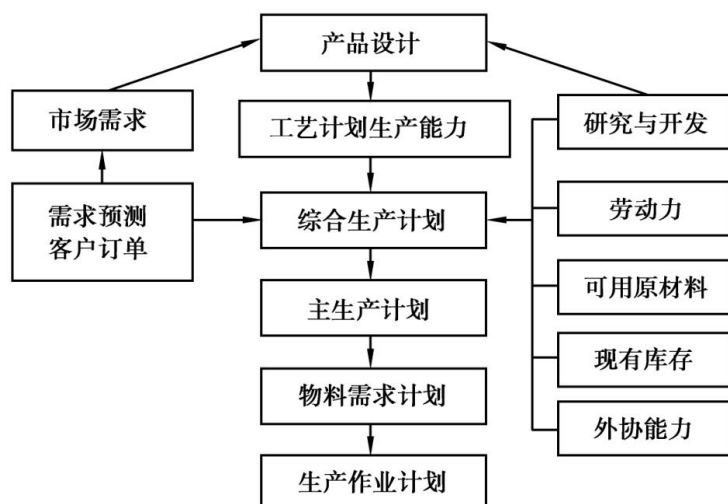 产品设计
市场需求
工艺计划生产能力
研究与开发
需求预测
客户订单
综合生产计划
劳动力
主生产计划
可用原材料
物料需求计划
现有库存
生产作业计划
外协能力